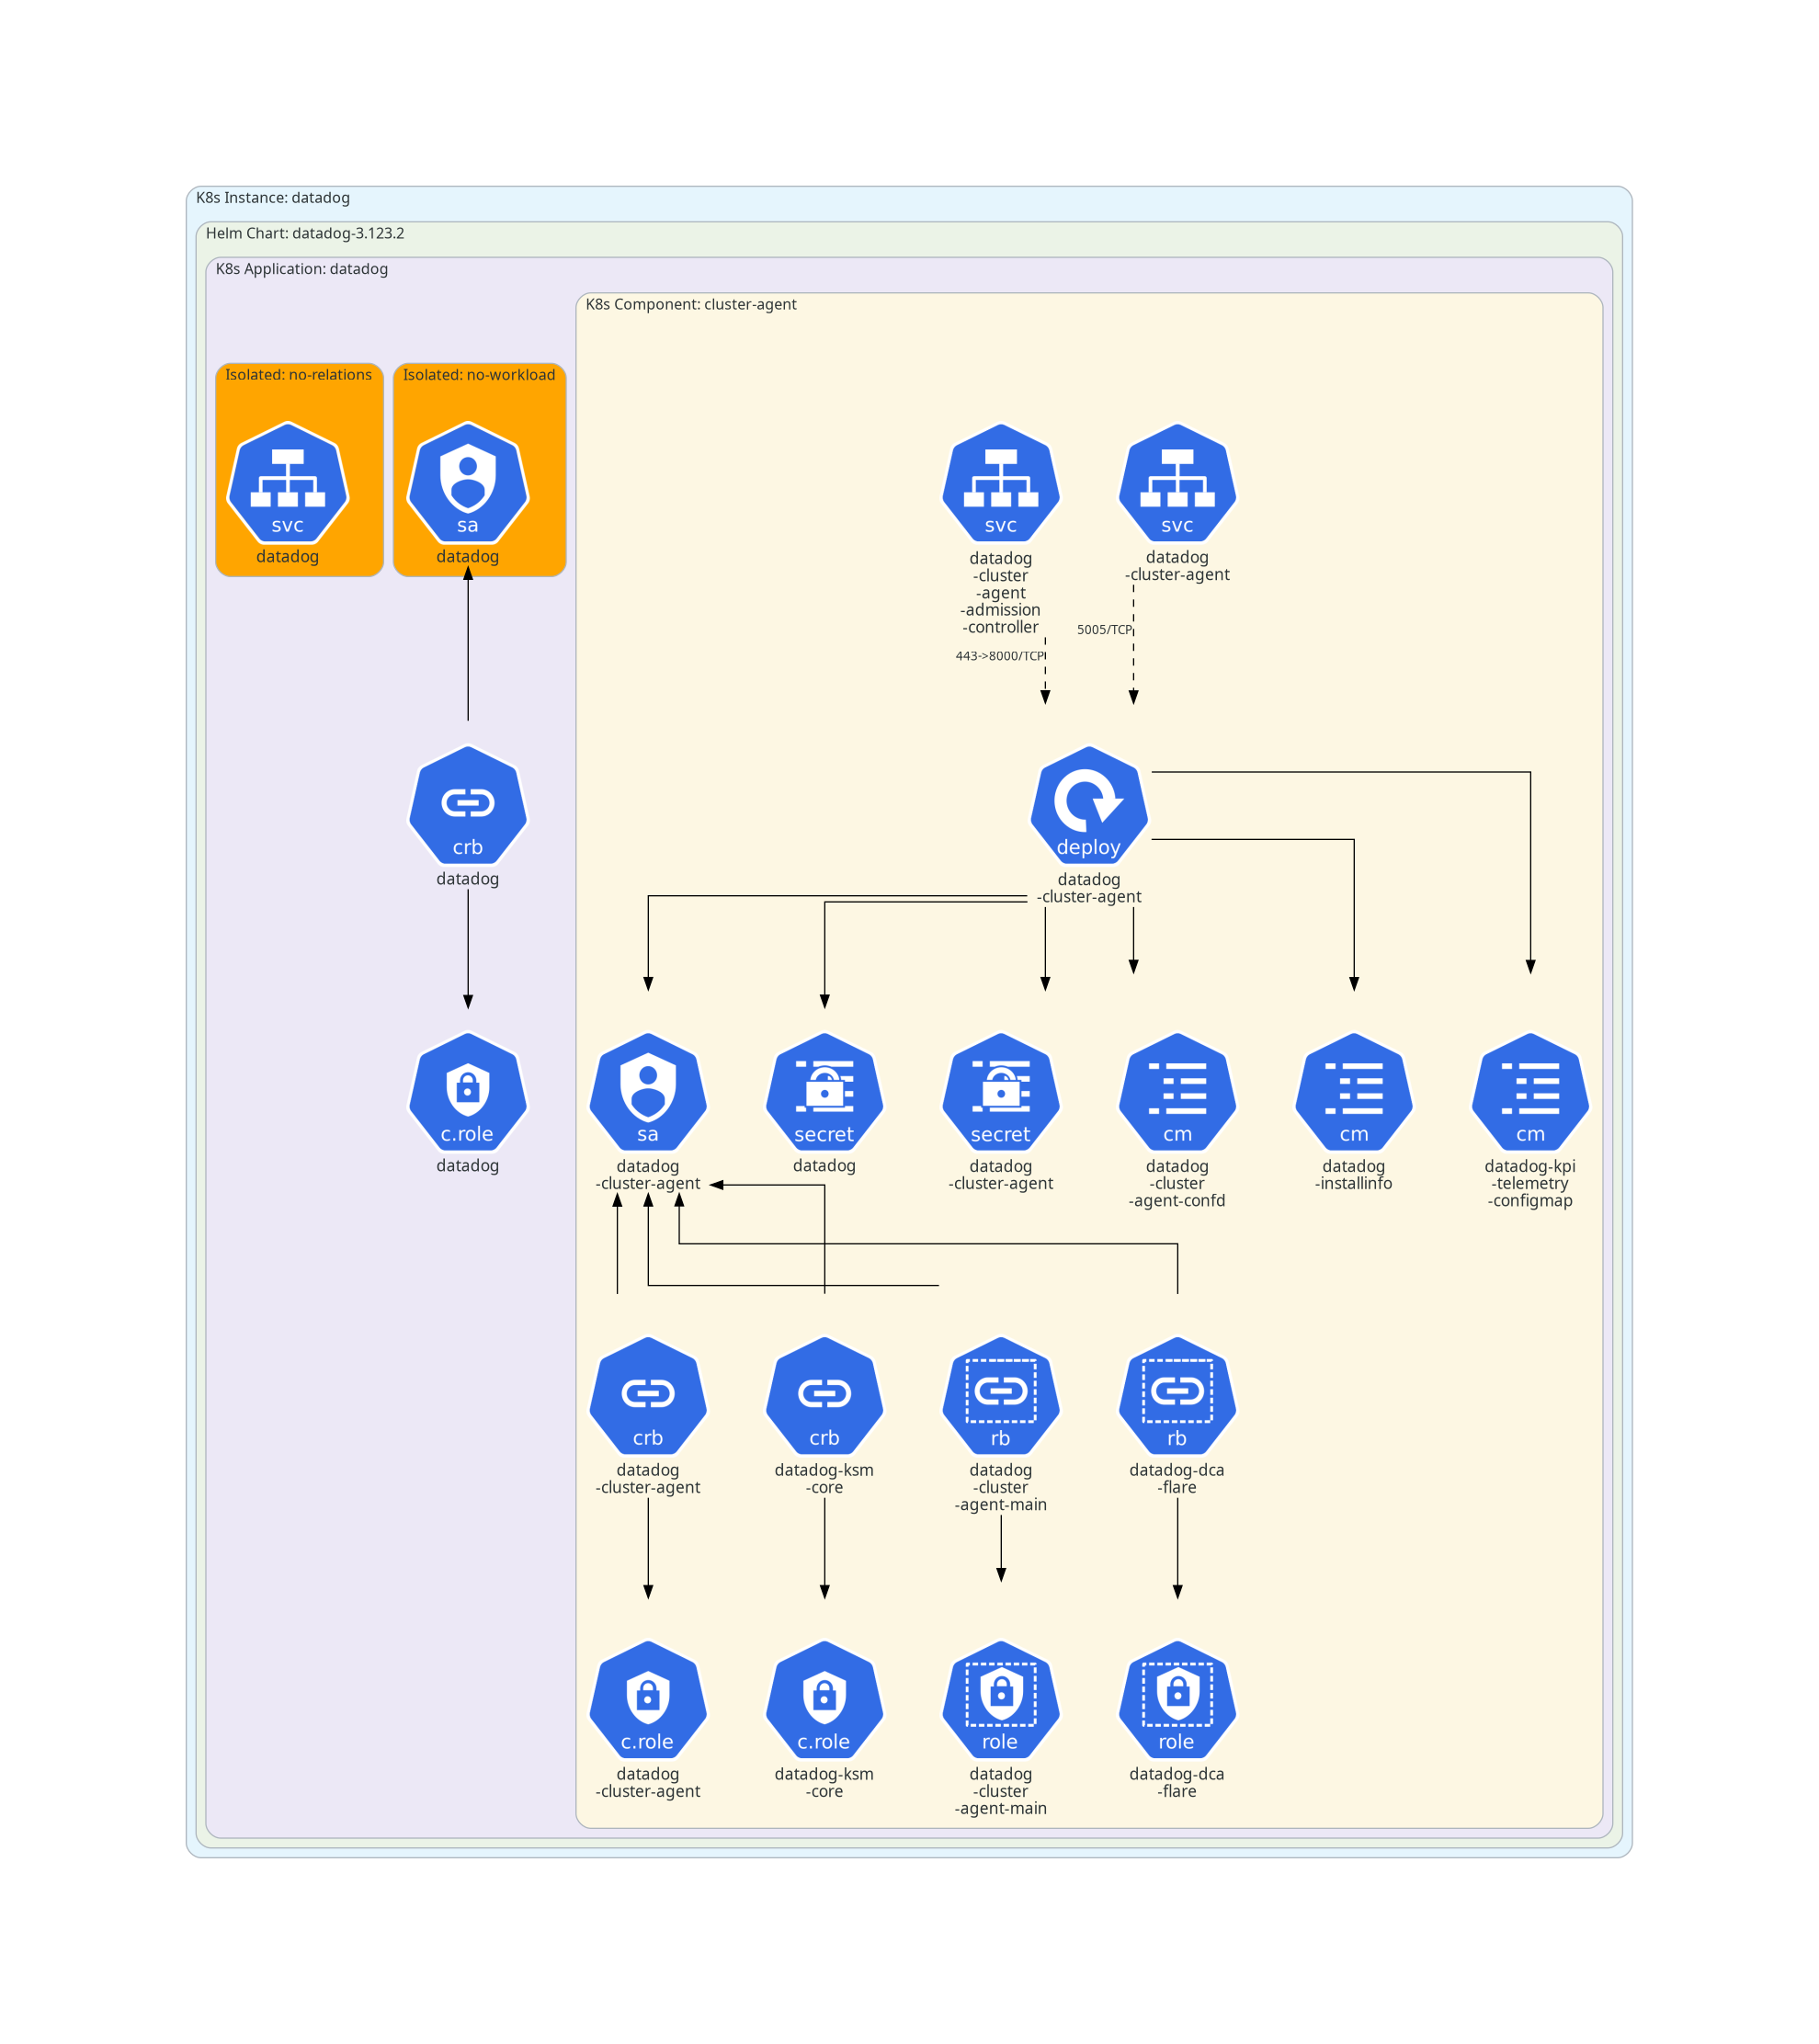 K8s Instance: datadog
Helm Chart: datadog-3.123.2
K8s Application: datadog
K8s Component: cluster-agent
Isolated: no-relations
Isolated: no-workload
svc
datadog
sa
datadog
svc
datadog
-cluster
-agent
-admission
-controller
svc
datadog
-cluster-agent
5005/TCP
443->8000/TCP
crb
datadog
deploy
datadog
-cluster-agent
c.role
datadog
sa
datadog
-cluster-agent
secret
datadog
secret
datadog
-cluster-agent
cm
datadog
-cluster
-agent-confd
cm
datadog
-installinfo
cm
datadog-kpi
-telemetry
-configmap
crb
datadog
-cluster-agent
crb
datadog-ksm
-core
rb
datadog
-cluster
-agent-main
rb
datadog-dca
-flare
c.role
datadog
-cluster-agent
c.role
datadog-ksm
-core
role
datadog
-cluster
-agent-main
role
datadog-dca
-flare